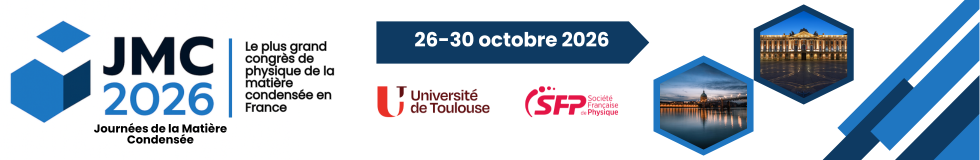 JMC
2026
Journées de la Matière
Condensée
Le plus grand
congrès de
physique de la
matière
condensée en
France
26-30 octobre 2026
Université
de Toulouse
SFP
Société
Française
de Physique